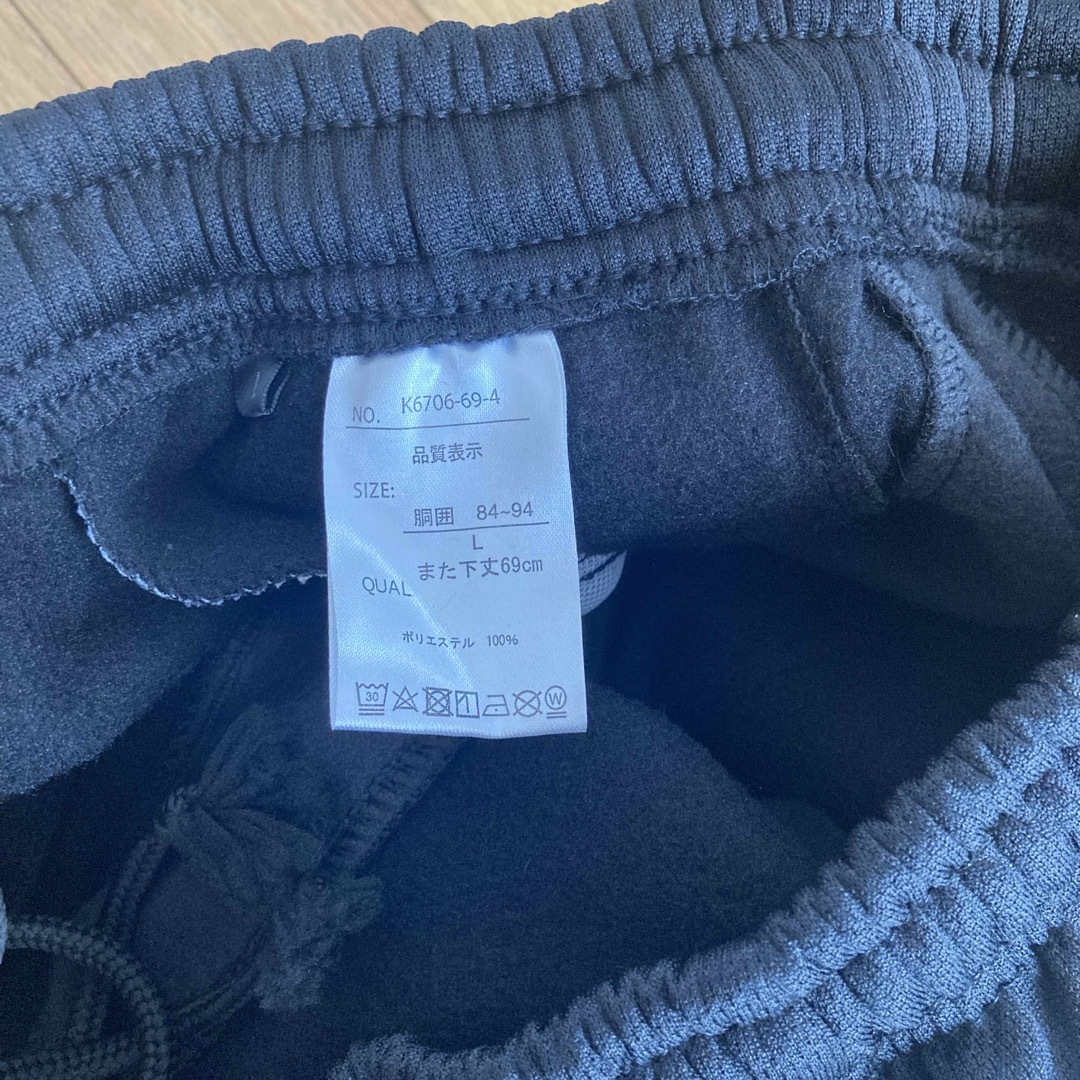 NO. K6706-69-4
品質表示
SIZE:
胴囲 84~94
L
また下丈69cm
QUAL
ポリエステル 100%
30
W